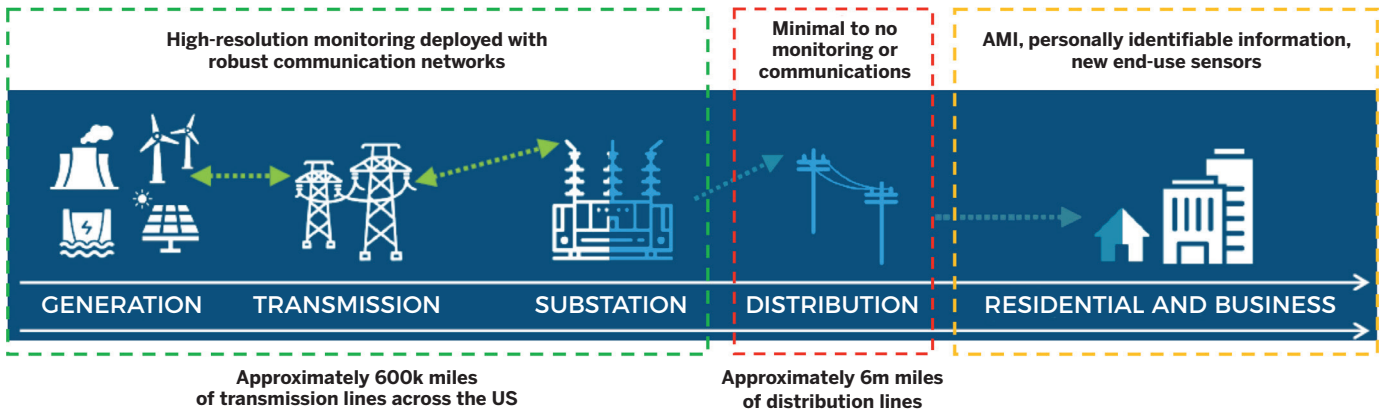 High-resolution monitoring deployed with
robust communication networks
Minimal to no
monitoring or
communications
AMI, personally identifiable information,
new end-use sensors
GENERATION
TRANSMISSION
SUBSTATION
DISTRIBUTION
RESIDENTIAL AND BUSINESS
Approximately 600k miles
of transmission lines across the US
Approximately 6m miles
of distribution lines